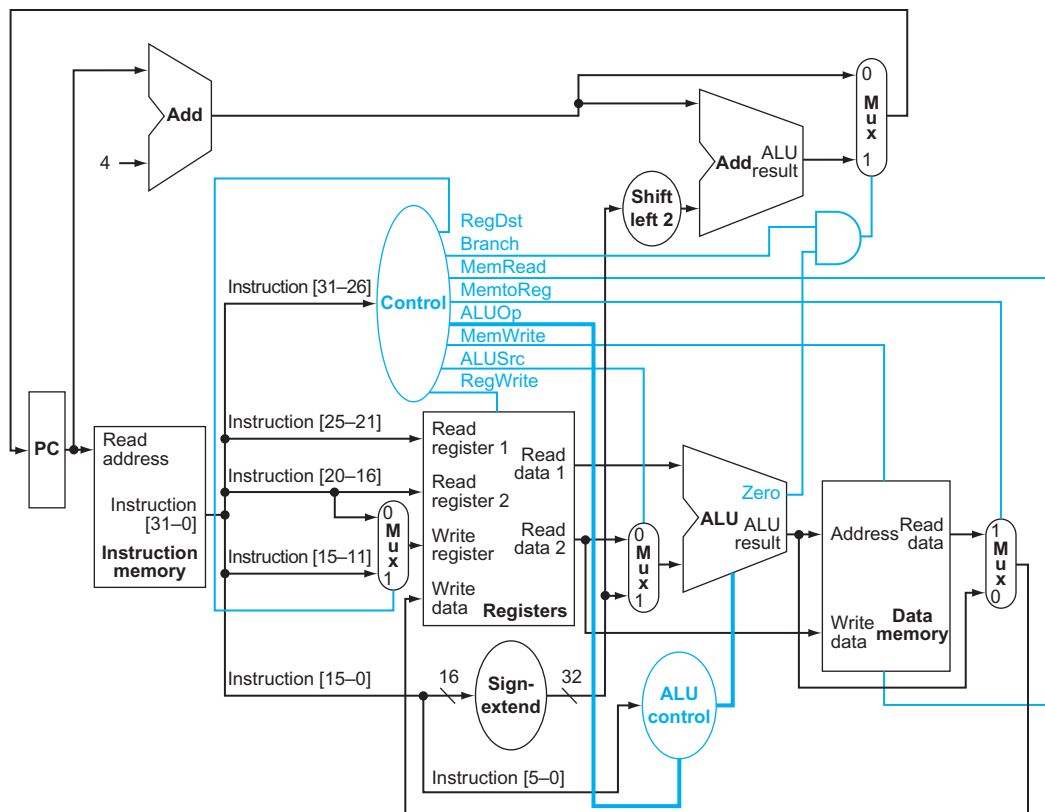 Add
4
0
M
u
x
1
Add
ALU
result
Shift
left 2
RegDst
Branch
MemRead
MemtoReg
ALUOp
MemWrite
ALUSrc
RegWrite
Control
Instruction [31–26]
Instruction [25–21]
Instruction [20–16]
Instruction [15–11]
Instruction [15–0]
Instruction [5–0]
PC
Read
address
Instruction
[31–0]
Instruction
memory
0
M
u
x
1
Read
register 1
Read
register 2
Write
register
Write
data
Read
data 1
Read
data 2
Registers
0
M
u
x
1
Zero
ALU
ALU
result
Address
Read
data
Write
data
Data
memory
1
M
u
x
0
16
Sign-
extend
32
ALU
control